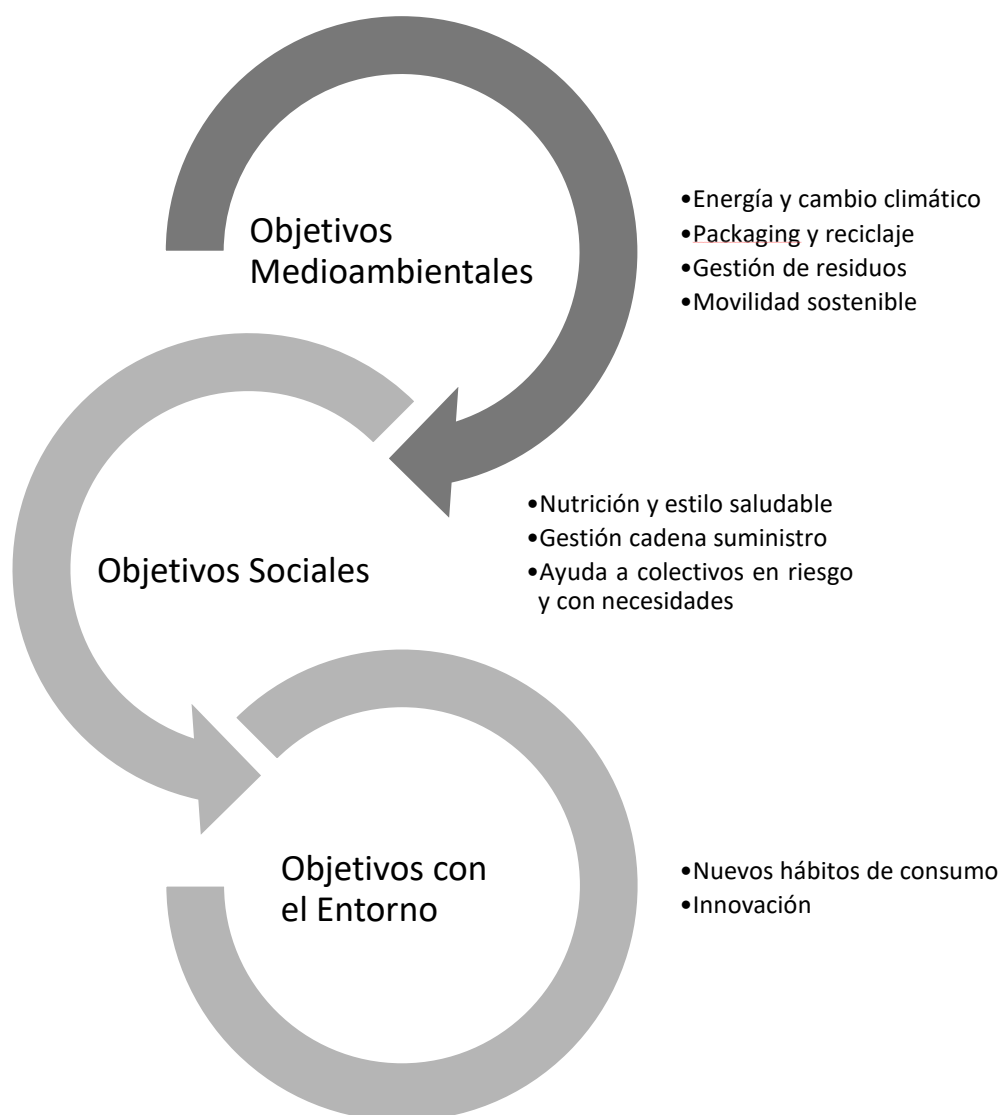 Objetivos
Medioambientales
•Energía y cambio climático
•Packaging y reciclaje
•Gestión de residuos
•Movilidad sostenible
Objetivos Sociales
•Nutrición y estilo saludable
•Gestión cadena suministro
•Ayuda a colectivos en riesgo
y con necesidades
Objetivos con
el Entorno
•Nuevos hábitos de consumo
•Innovación